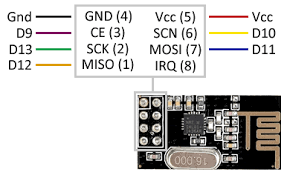 Gnd GND (4) Vcc (5) Vcc
D9 CE (3) SCN (6) D10
D13 SCK (2) MOSI (7) D11
D12 MISO (1) IRQ (8)
16.000